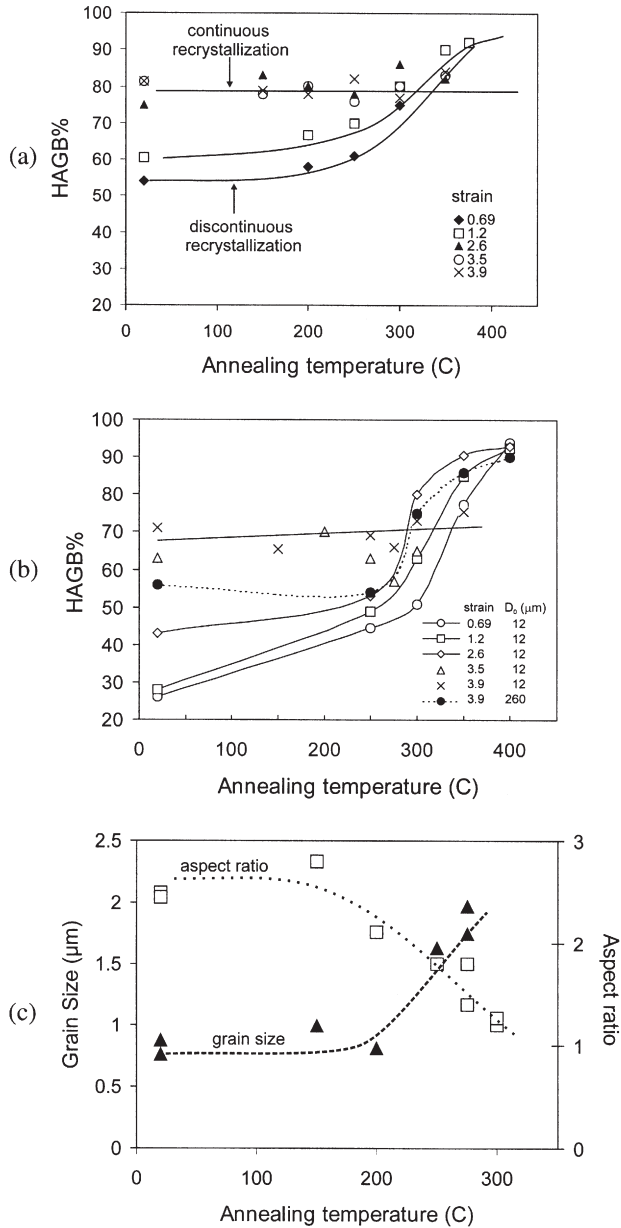 (a)
HAGB%
100
90
80
70
60
50
40
30
20
continuous
recrystallization
discontinuous
recrystallization
strain
0.69
1.2
2.6
3.5
3.9
0 100 200 300 400
Annealing temperature (C)
(b)
HAGB%
100
90
80
70
60
50
40
30
20
strain D₀ (μm)
0.69 12
1.2 12
2.6 12
3.5 12
3.9 12
3.9 260
0 100 200 300 400
Annealing temperature (C)
(c)
Grain Size (μm)
2.5
2
1.5
1
0.5
0
aspect ratio
grain size
3
2
1
0
Aspect ratio
0 100 200 300
Annealing temperature (C)